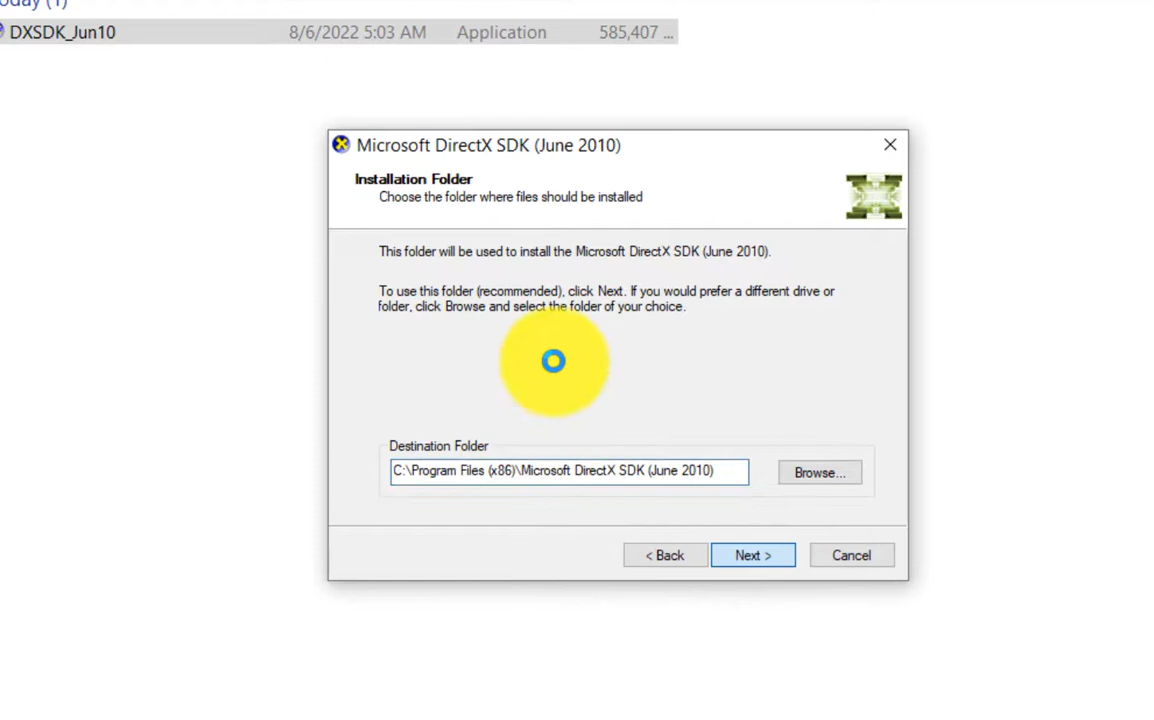 Today (1)
DXSDK_Jun10 8/6/2022 5:03 AM Application 585,407 ...
Microsoft DirectX SDK (June 2010)
Installation Folder
Choose the folder where files should be installed
This folder will be used to install the Microsoft DirectX SDK (June 2010).
To use this folder (recommended), click Next. If you would prefer a different drive or
folder, click Browse and select the folder of your choice.
Destination Folder
C:\Program Files (x86)\Microsoft DirectX SDK (June 2010)
Browse...
< Back Next > Cancel